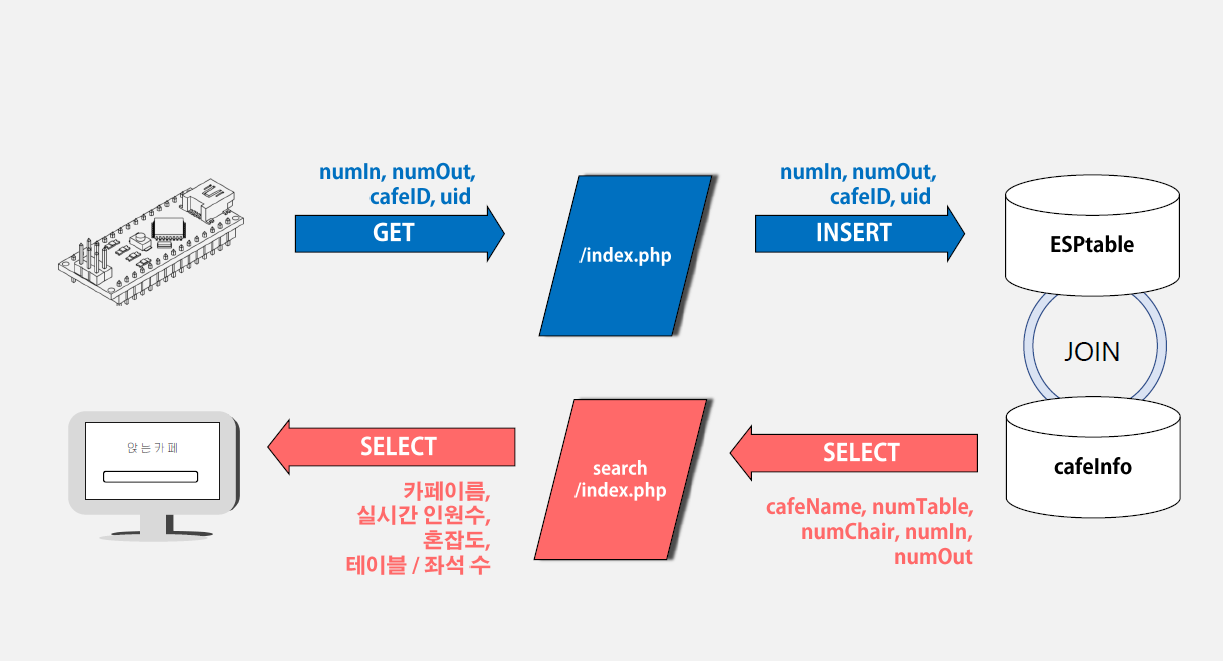 numIn, numOut,
cafeID, uid
GET
/index.php
numIn, numOut,
cafeID, uid
INSERT
ESPtable
JOIN
앉는카페
SELECT
카페이름,
실시간 인원수,
혼잡도,
테이블 / 좌석 수
search
/index.php
SELECT
cafeName, numTable,
numChair, numIn,
numOut
cafeInfo